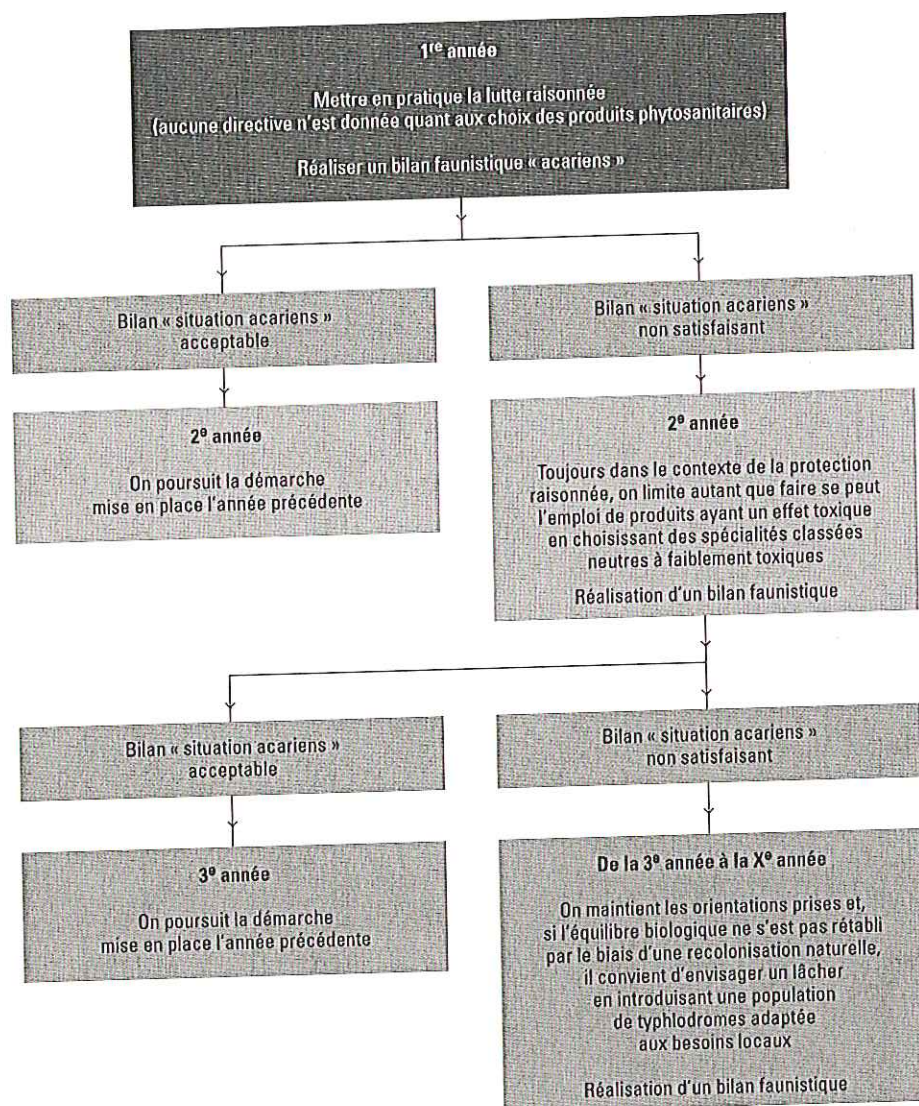 1re année
Mettre en pratique la lutte raisonnée
(aucune directive n'est donnée quant aux choix des produits phytosanitaires)
Réaliser un bilan faunistique « acariens »
Bilan « situation acariens »
acceptable
Bilan « situation acariens »
non satisfaisant
2e année
On poursuit la démarche
mise en place l'année précédente
2e année
Toujours dans le contexte de la protection
raisonnée, on limite autant que faire se peut
l'emploi de produits ayant un effet toxique
en choisissant des spécialités classées
neutres à faiblement toxiques
Réalisation d'un bilan faunistique
Bilan « situation acariens »
acceptable
Bilan « situation acariens »
non satisfaisant
3e année
On poursuit la démarche
mise en place l'année précédente
De la 3e année à la Xe année
On maintient les orientations prises et,
si l'équilibre biologique ne s'est pas rétabli
par le biais d'une recolonisation naturelle,
il convient d'envisager un lâcher
en introduisant une population
de typhlodromes adaptée
aux besoins locaux
Réalisation d'un bilan faunistique